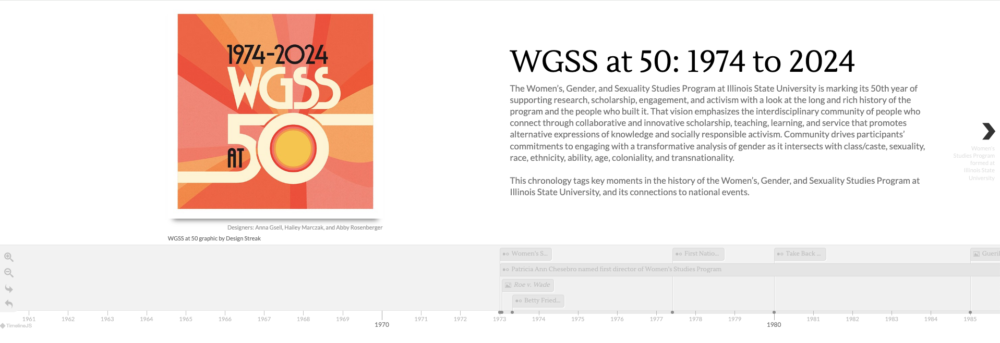 1974-2024
WGSS
AT 50
Designers: Anna Gsell, Hailey Marczak, and Abby Rosenberger
WGSS at 50 graphic by Design Streak
WGSS at 50: 1974 to 2024
The Women's, Gender, and Sexuality Studies Program at Illinois State University is marking its 50th year of
supporting research, scholarship, engagement, and activism with a look at the long and rich history of the
program and the people who built it. That vision emphasizes the interdisciplinary community of people who
connect through collaborative and innovative scholarship, teaching, learning, and service that promotes
alternative expressions of knowledge and socially responsible activism. Community drives participants'
commitments to engaging with a transformative analysis of gender as it intersects with class/caste, sexuality,
race, ethnicity, ability, age, coloniality, and transnationality.
This chronology tags key moments in the history of the Women's, Gender, and Sexuality Studies Program at
Illinois State University, and its connections to national events.
Women's
Studies Program
formed at
Illinois State
University
Women's S... First Natio... Take Back ... Gueril
Patricia Ann Chesebro named first director of Women's Studies Program
Roe v. Wade
Betty Fried...
1961 1962 1963 1964 1965 1966 1967 1968 1969 1970 1971 1972 1973 1974 1975 1976 1977 1978 1979 1980 1981 1982 1983 1984 1985
TimelineJS